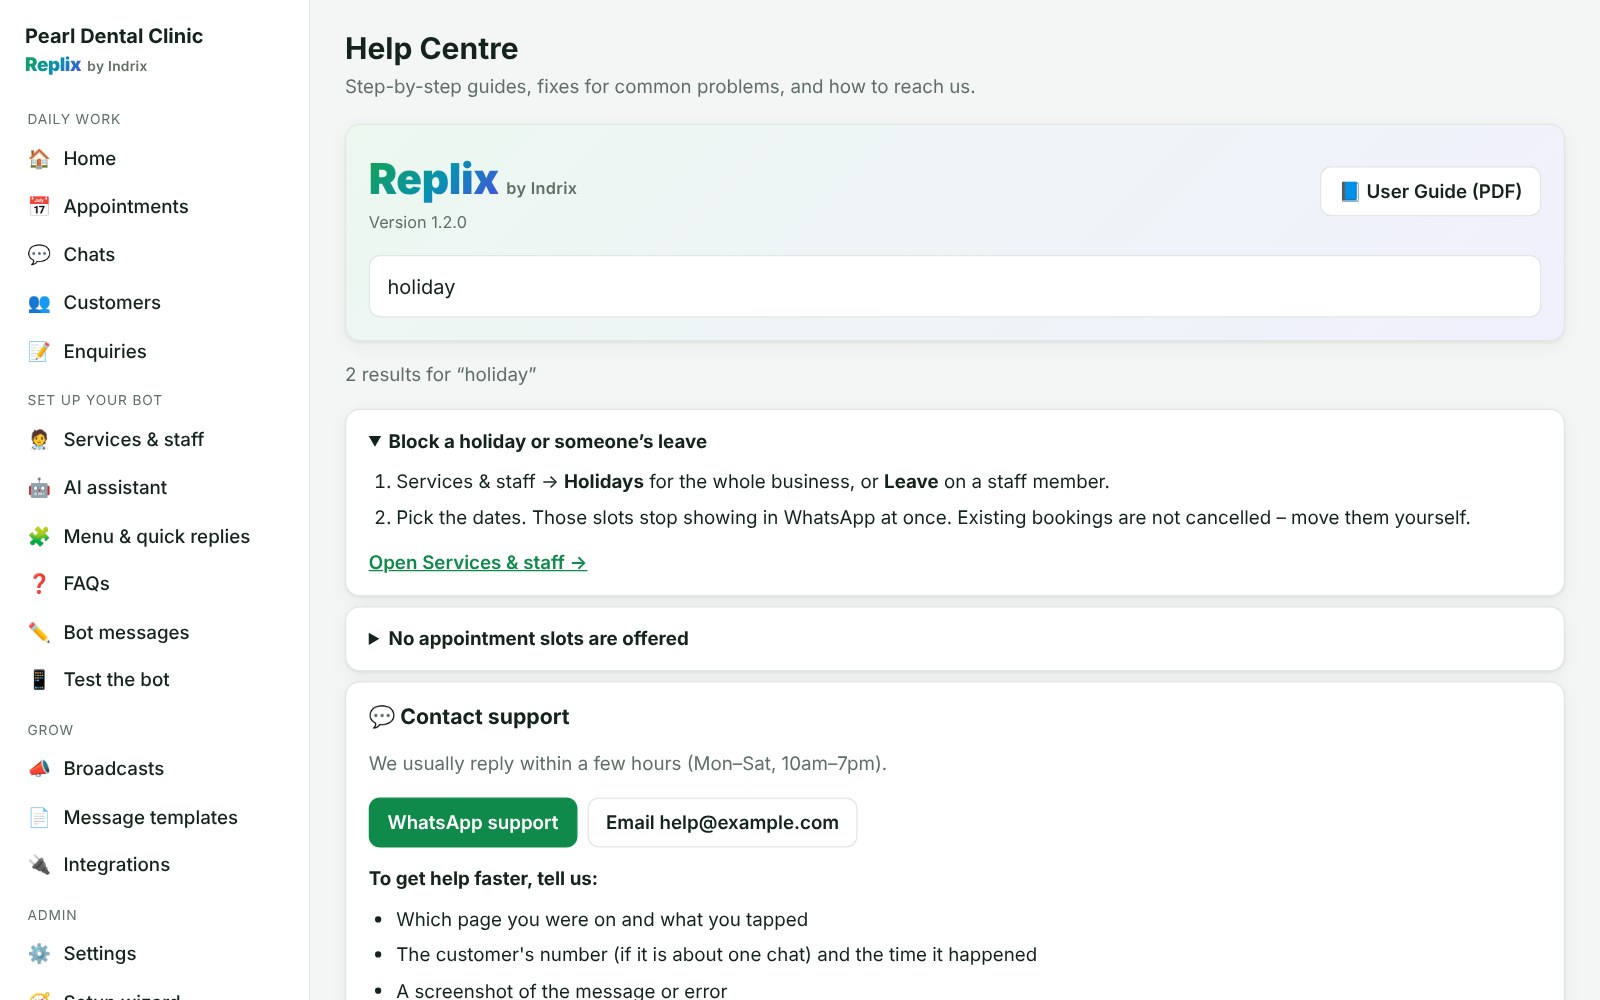 Pearl Dental Clinic
Replix by Indrix
DAILY WORK
Home
Appointments
Chats
Customers
Enquiries
SET UP YOUR BOT
Services & staff
AI assistant
Menu & quick replies
FAQs
Bot messages
Test the bot
GROW
Broadcasts
Message templates
Integrations
ADMIN
Settings
Setup wizard
Help Centre
Step-by-step guides, fixes for common problems, and how to reach us.
Replix by Indrix
Version 1.2.0
User Guide (PDF)
holiday
2 results for “holiday”
▼ Block a holiday or someone’s leave
1. Services & staff → Holidays for the whole business, or Leave on a staff member.
2. Pick the dates. Those slots stop showing in WhatsApp at once. Existing bookings are not cancelled – move them yourself.
Open Services & staff →
▶ No appointment slots are offered
Contact support
We usually reply within a few hours (Mon–Sat, 10am–7pm).
WhatsApp support
Email help@example.com
To get help faster, tell us:
• Which page you were on and what you tapped
• The customer's number (if it is about one chat) and the time it happened
• A screenshot of the message or error